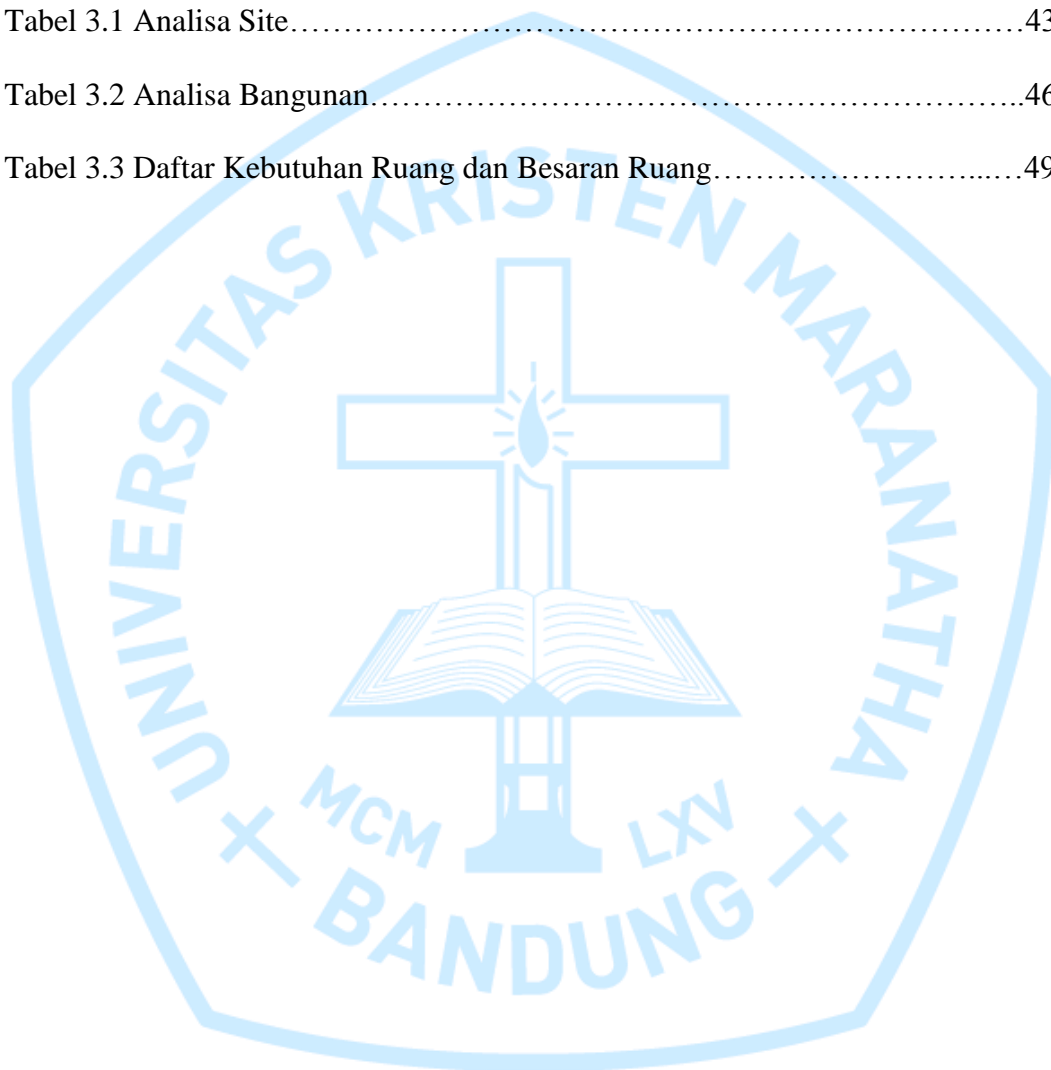 Tabel 3.1 Analisa Site……………………………………………………………43
Tabel 3.2 Analisa Bangunan……………………………………………………..46
Tabel 3.3 Daftar Kebutuhan Ruang dan Besaran Ruang……………………...…49
UNIVERSITAS KRISTEN MARANATHA
MCM LXV
BANDUNG